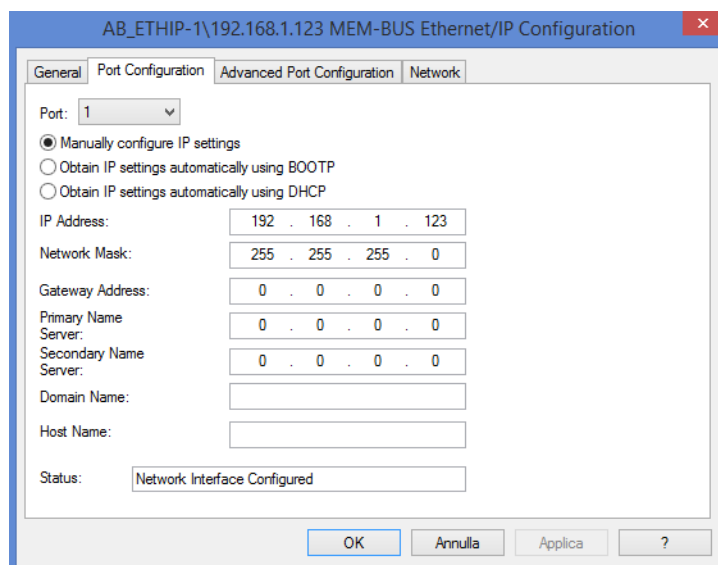 AB_ETHIP-1\192.168.1.123 MEM-BUS Ethernet/IP Configuration
General Port Configuration Advanced Port Configuration Network
Port: 1
Manually configure IP settings
Obtain IP settings automatically using BOOTP
Obtain IP settings automatically using DHCP
IP Address: 192 . 168 . 1 . 123
Network Mask: 255 . 255 . 255 . 0
Gateway Address: 0 . 0 . 0 . 0
Primary Name
Server: 0 . 0 . 0 . 0
Secondary Name
Server: 0 . 0 . 0 . 0
Domain Name:
Host Name:
Status: Network Interface Configured
OK Annulla Applica ?